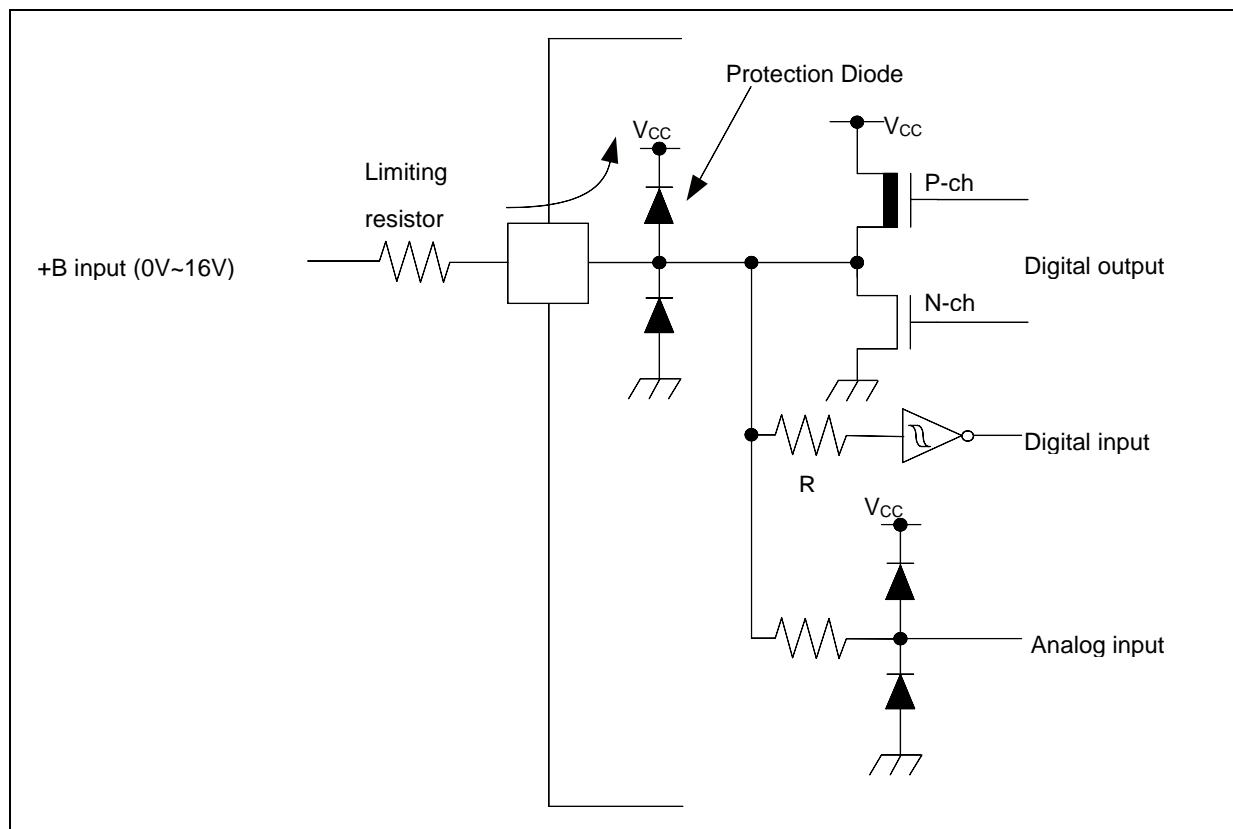 Protection Diode
VCC
VCC
Limiting
resistor
P-ch
+B input (0V~16V)
Digital output
N-ch
Digital input
R
VCC
Analog input